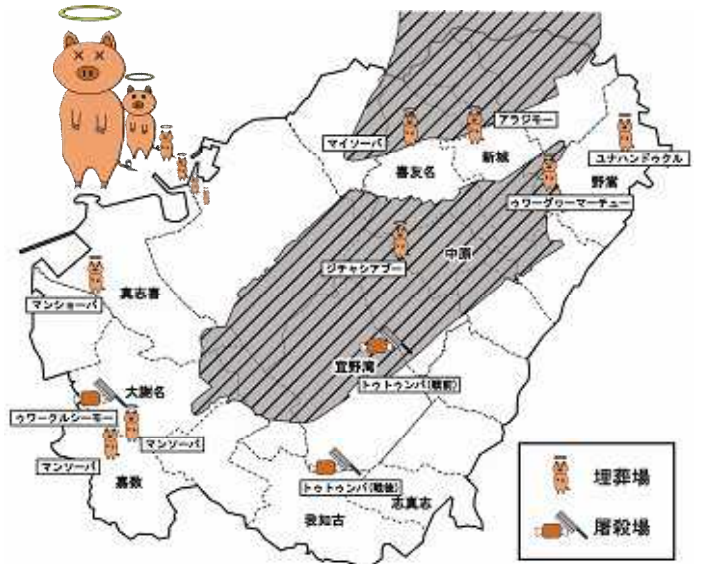 アラジモー
マイソーバ
新城
ユナハンドゥクル
喜友名
野嵩
ゥワーグヮーマーチュー
中原
ジチャシアブー
真志喜
マンショーバ
宜野湾
トゥトゥンバ(戦前)
大謝名
ゥワークルシーモー
マンソーバ
マンソーバ
嘉数
トゥトゥンバ(戦後)
志真志
我如古
埋葬場
屠殺場